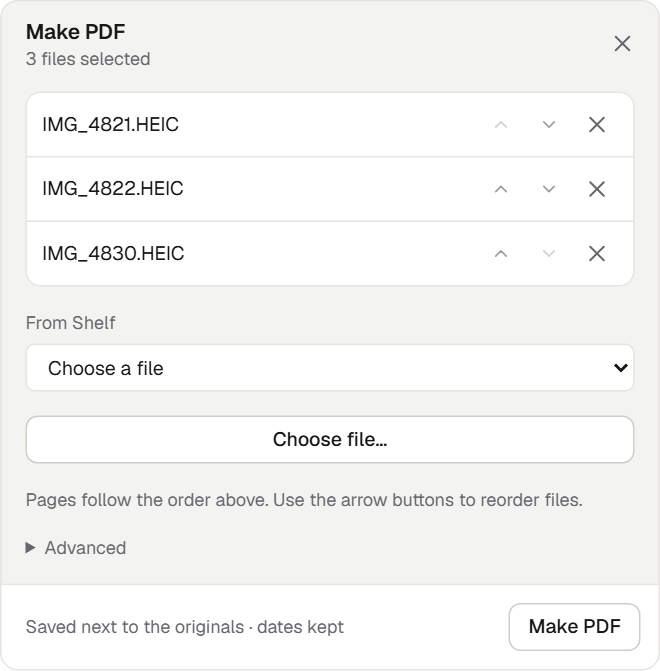 Make PDF
3 files selected
IMG_4821.HEIC
IMG_4822.HEIC
IMG_4830.HEIC
From Shelf
Choose a file
Choose file…
Pages follow the order above. Use the arrow buttons to reorder files.
Advanced
Saved next to the originals · dates kept
Make PDF